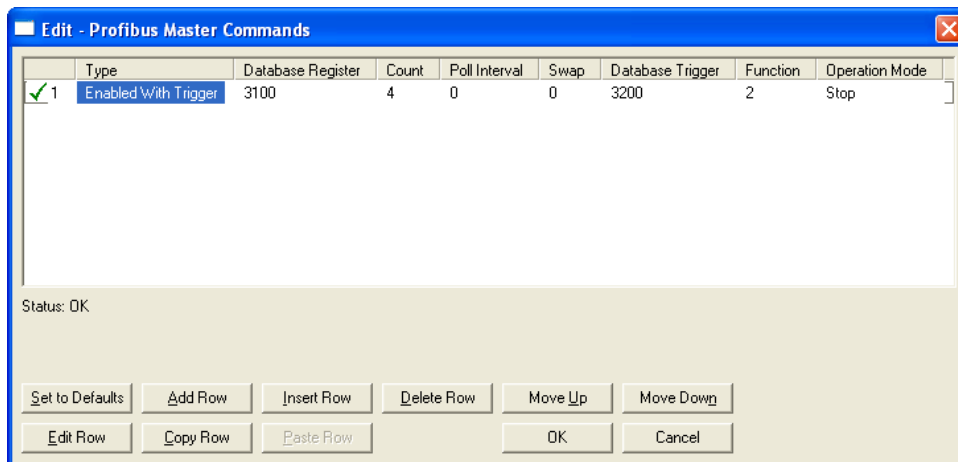 Edit - Profibus Master Commands
Type Database Register Count Poll Interval Swap Database Trigger Function Operation Mode
1 Enabled With Trigger 3100 4 0 0 3200 2 Stop
Status: OK
Set to Defaults Add Row Insert Row Delete Row Move Up Move Down
Edit Row Copy Row Paste Row OK Cancel